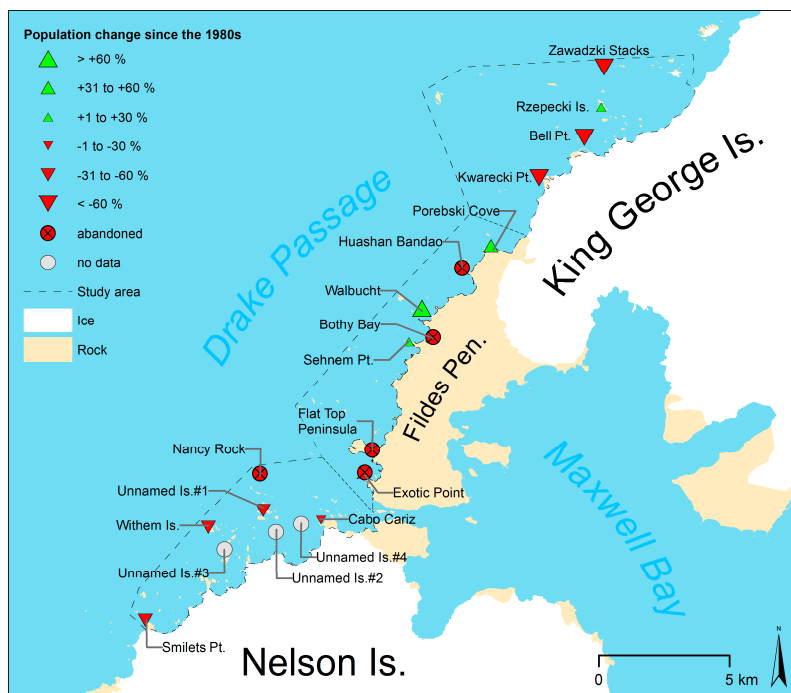 Population change since the 1980s
> +60 %
+31 to +60 %
+1 to +30 %
-1 to -30 %
-31 to -60 %
< -60 %
abandoned
no data
Study area
Ice
Rock
Zawadzki Stacks
Rzepecki Is.
Bell Pt.
Kwarecki Pt.
Porebski Cove
Huashan Bandao
Walbucht
Bothy Bay
Sehnem Pt.
Flat Top
Peninsula
Nancy Rock
Exotic Point
Unnamed Is.#1
Withem Is.
Cabo Cariz
Unnamed Is.#4
Unnamed Is.#3
Unnamed Is.#2
Smilets Pt.
Drake Passage
King George Is.
Fildes Pen.
Maxwell Bay
Nelson Is.
N
0 5 km